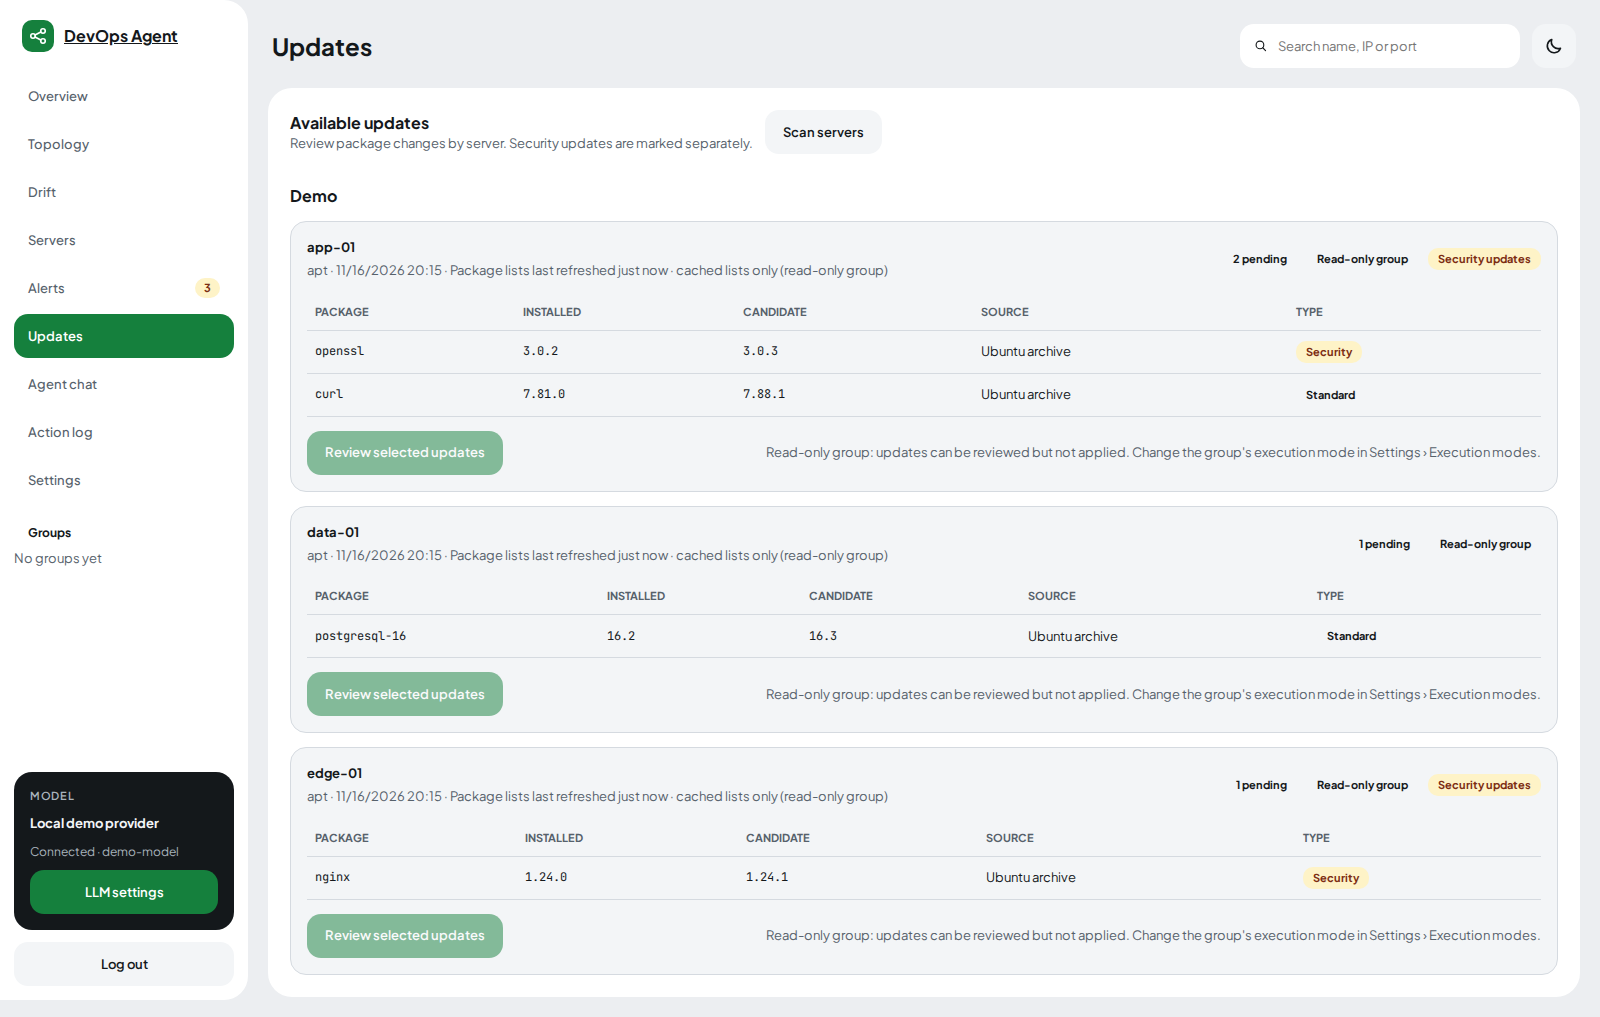 DevOps Agent
Overview
Topology
Drift
Servers
Alerts 3
Updates
Agent chat
Action log
Settings
Groups
No groups yet
MODEL
Local demo provider
Connected · demo-model
LLM settings
Log out
Updates
Search name, IP or port
Available updates
Review package changes by server. Security updates are marked separately.
Scan servers
Demo
app-01
apt · 11/16/2026 20:15 · Package lists last refreshed just now · cached lists only (read-only group)
2 pending Read-only group Security updates
PACKAGE INSTALLED CANDIDATE SOURCE TYPE
openssl 3.0.2 3.0.3 Ubuntu archive Security
curl 7.81.0 7.88.1 Ubuntu archive Standard
Review selected updates
Read-only group: updates can be reviewed but not applied. Change the group's execution mode in Settings › Execution modes.
data-01
apt · 11/16/2026 20:15 · Package lists last refreshed just now · cached lists only (read-only group)
1 pending Read-only group
PACKAGE INSTALLED CANDIDATE SOURCE TYPE
postgresql-16 16.2 16.3 Ubuntu archive Standard
Review selected updates
Read-only group: updates can be reviewed but not applied. Change the group's execution mode in Settings › Execution modes.
edge-01
apt · 11/16/2026 20:15 · Package lists last refreshed just now · cached lists only (read-only group)
1 pending Read-only group Security updates
PACKAGE INSTALLED CANDIDATE SOURCE TYPE
nginx 1.24.0 1.24.1 Ubuntu archive Security
Review selected updates
Read-only group: updates can be reviewed but not applied. Change the group's execution mode in Settings › Execution modes.